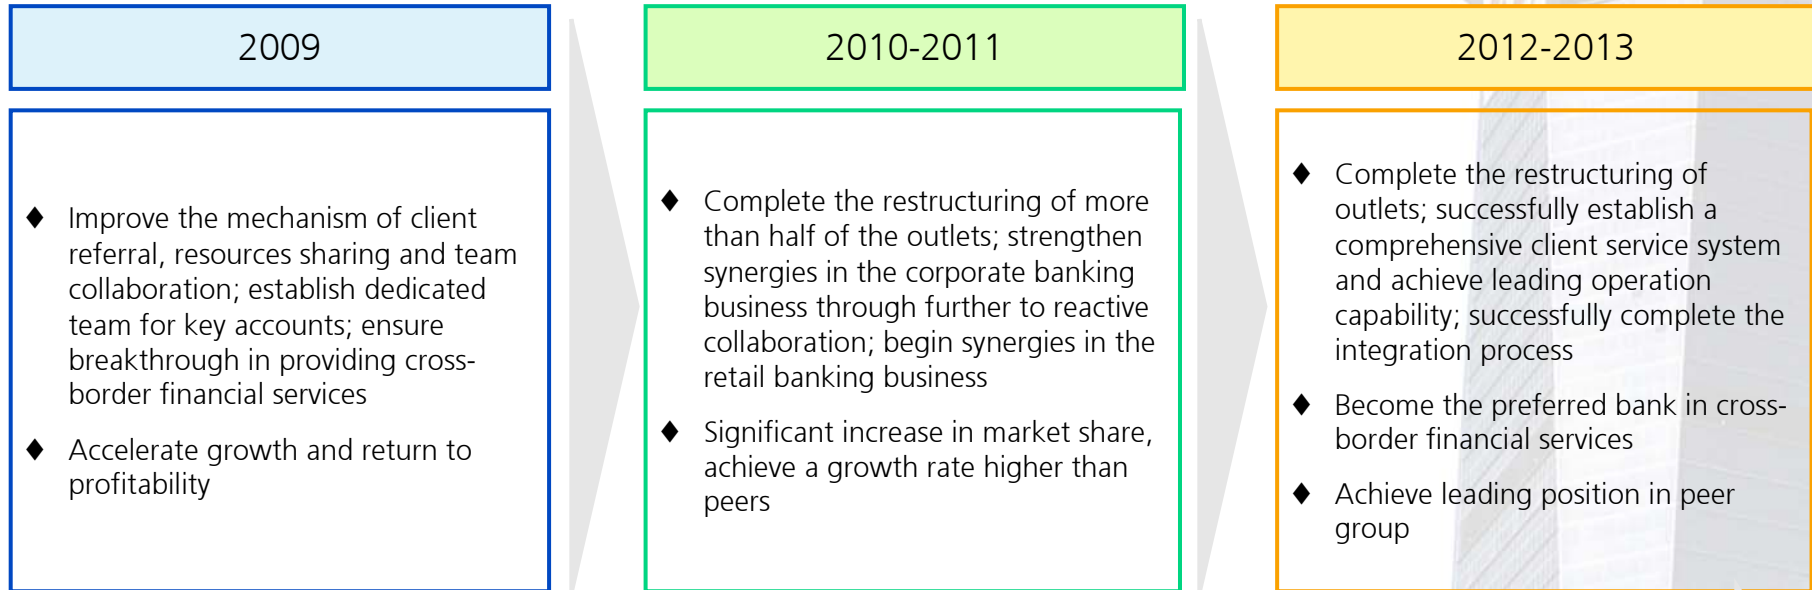 2009
♦ Improve the mechanism of client
referral, resources sharing and team
collaboration; establish dedicated
team for key accounts; ensure
breakthrough in providing cross-
border financial services
♦ Accelerate growth and return to
profitability
2010-2011
♦ Complete the restructuring of more
than half of the outlets; strengthen
synergies in the corporate banking
business through further to reactive
collaboration; begin synergies in the
retail banking business
♦ Significant increase in market share,
achieve a growth rate higher than
peers
2012-2013
♦ Complete the restructuring of
outlets; successfully establish a
comprehensive client service system
and achieve leading operation
capability; successfully complete the
integration process
♦ Become the preferred bank in cross-
border financial services
♦ Achieve leading position in peer
group